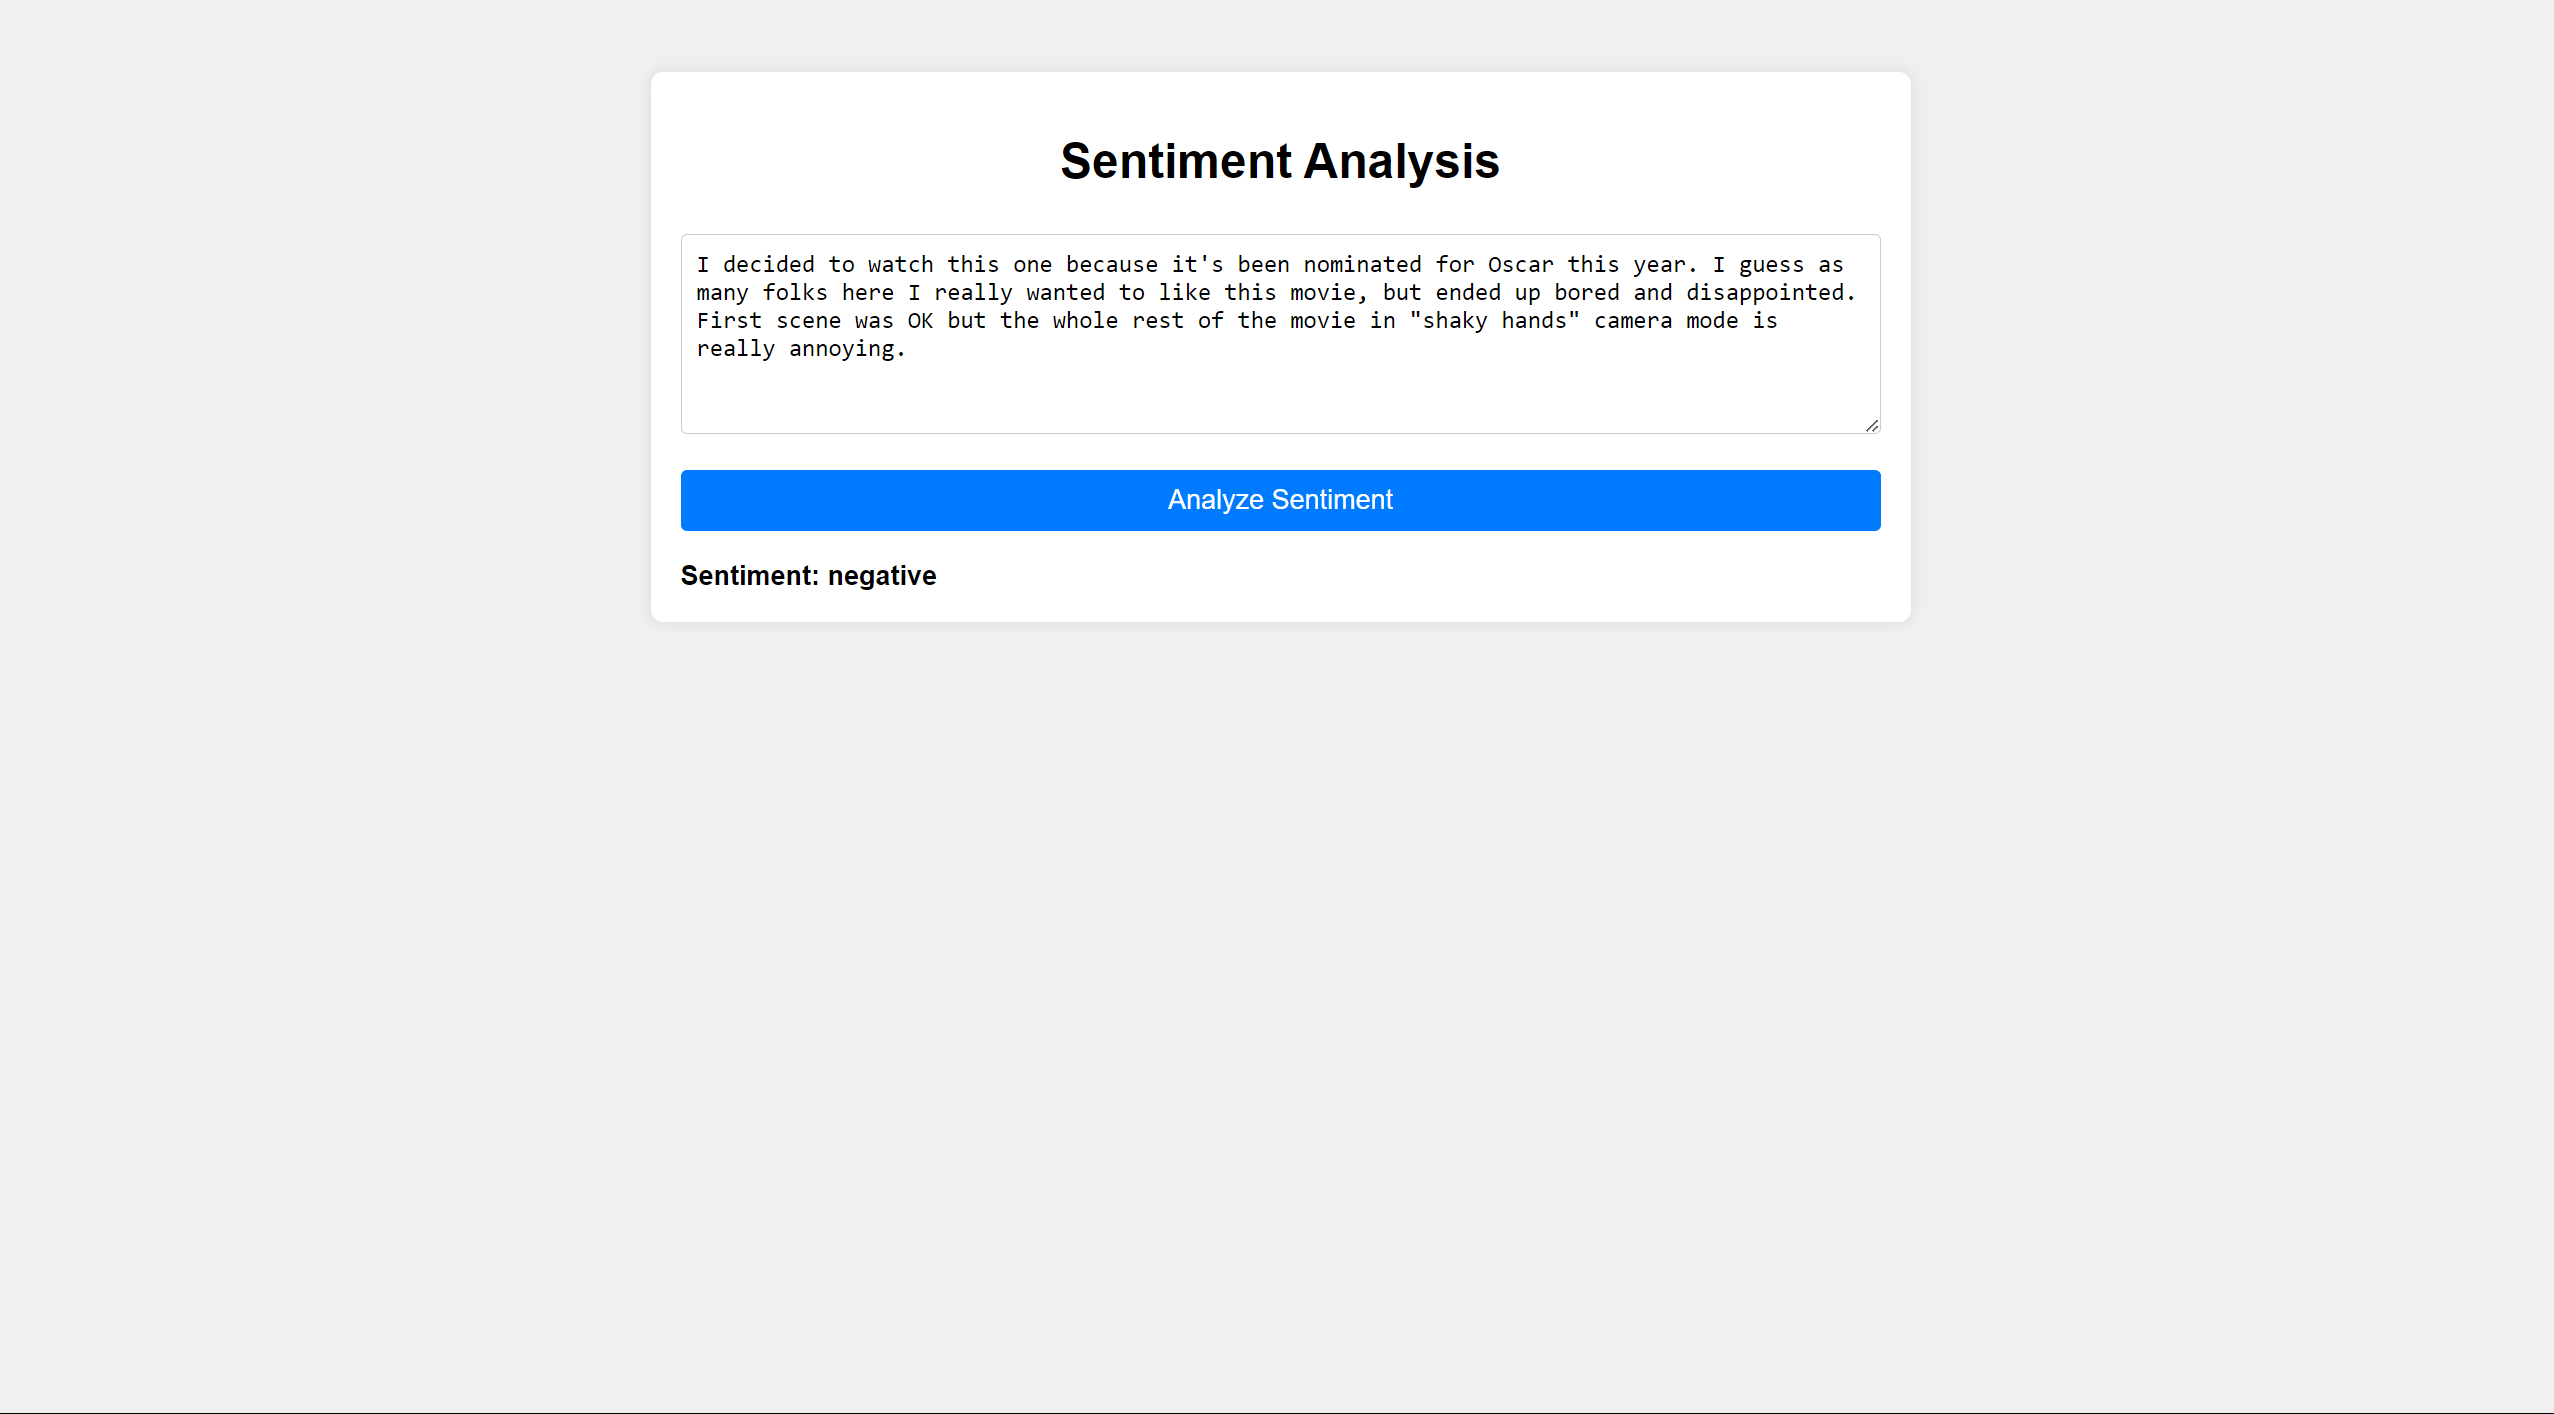 Sentiment Analysis
I decided to watch this one because it's been nominated for Oscar this year. I guess as
many folks here I really wanted to like this movie, but ended up bored and disappointed.
First scene was OK but the whole rest of the movie in "shaky hands" camera mode is
really annoying.
Analyze Sentiment
Sentiment: negative